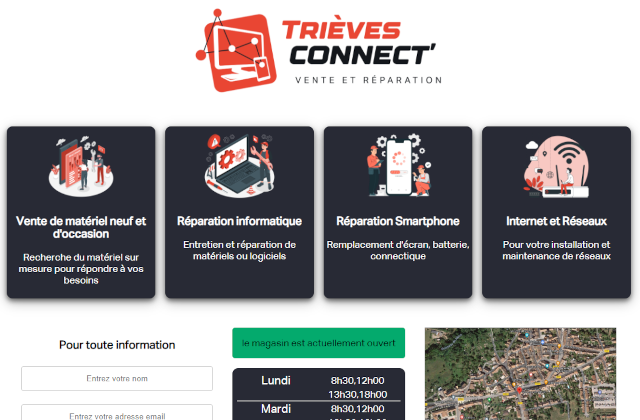 TRIÈVES
CONNECT'
VENTE ET RÉPARATION
Vente de matériel neuf et
d'occasion
Recherche du matériel sur
mesure pour répondre à vos
besoins
Réparation informatique
Entretien et réparation de
matériels ou logiciels
Réparation Smartphone
Remplacement d'écran, batterie,
connectique
Internet et Réseaux
Pour votre installation et
maintenance de réseaux
Pour toute information
Entrez votre nom
Entrez votre adresse email
le magasin est actuellement ouvert
Lundi 8h30,12h00
13h30,18h00
Mardi 8h30,12h00
13h30,18h00